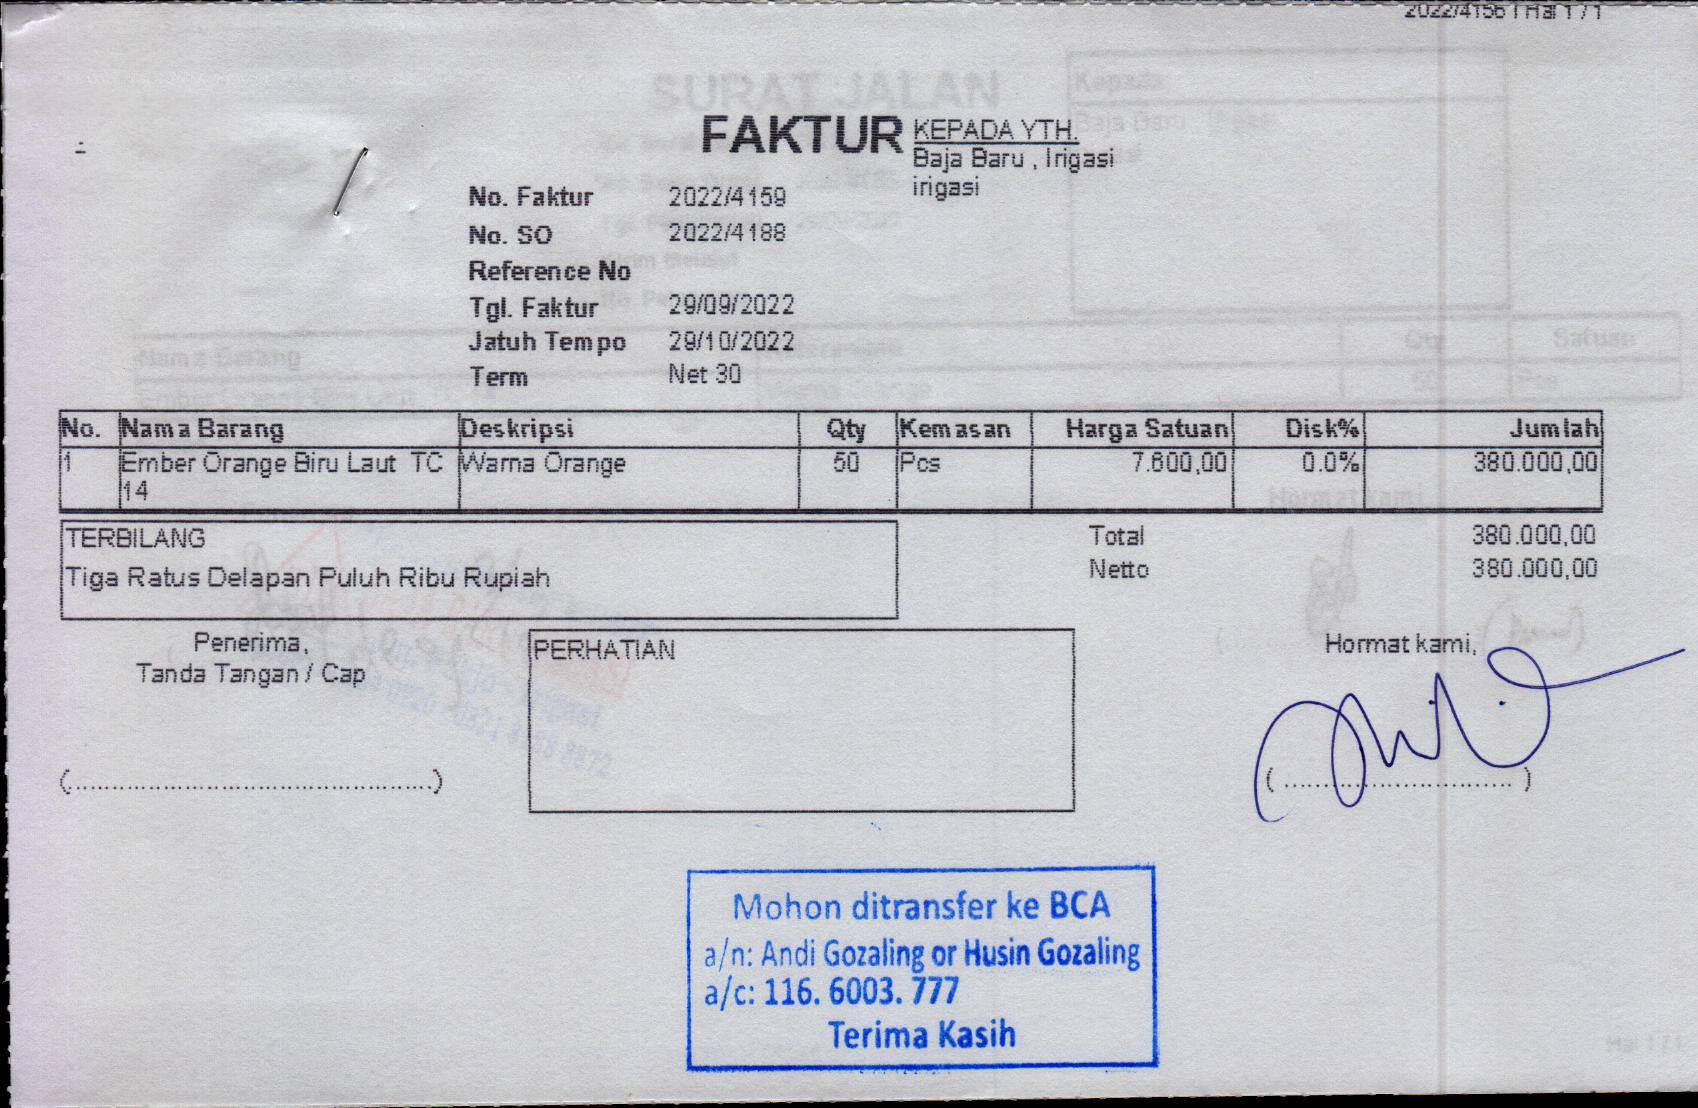 FAKTUR
KEPADA YTH.
Baja Baru , Irigasi
irigasi
No. Faktur 2022/4159
No. SO 2022/4188
Reference No
Tgl. Faktur 29/09/2022
Jatuh Tempo 29/10/2022
Term Net 30
No. Nama Barang Deskripsi Qty Kemasan Harga Satuan Disk% Jumlah
1 Ember Orange Biru Laut TC 14 Warna Orange 50 Pcs 7.600,00 0.0% 380.000,00
TERBILANG
Tiga Ratus Delapan Puluh Ribu Rupiah
Total 380.000,00
Netto 380.000,00
Penerima,
Tanda Tangan / Cap
PERHATIAN
Hormat kami,
(................................................)
(...............................)
Mohon ditransfer ke BCA
a/n: Andi Gozaling or Husin Gozaling
a/c: 116. 6003. 777
Terima Kasih